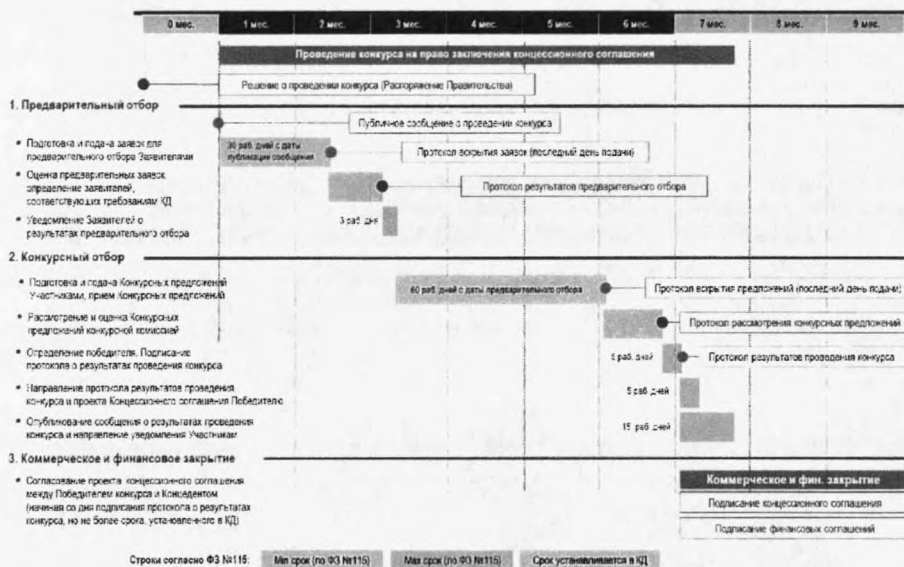 0 мес. 1 мес. 2 мес. 3 мес. 4 мес. 5 мес. 6 мес. 7 мес. 8 мес. 9 мес.
Проведение конкурса на право заключения концессионного соглашения
Решение о проведении конкурса (Распоряжение Правительства)
1. Предварительный отбор
Публичное сообщение о проведении конкурса
Подготовка и подача заявок для
предварительного отбора Заявителями
30 раб. дней с даты
публикации сообщения
Протокол вскрытия заявок (последний день подачи)
Оценка предварительных заявок
определение заявителей,
соответствующих требованиям КД
Протокол результатов предварительного отбора
Уведомление Заявителей о
результатах предварительного отбора
3 раб. дня
2. Конкурсный отбор
Подготовка и подача Конкурсных предложений
Участниками, прием Конкурсных предложений
60 раб. дней с даты предварительного отбора
Протокол вскрытия предложений (последний день подачи)
Рассмотрение и оценка Конкурсных
предложений конкурсной комиссией
Протокол рассмотрения конкурсных предложений
Определение победителя. Подписание
протокола о результатах проведения конкурса
раб. дней
Протокол результатов проведения конкурса
Направление протокола результатов проведения
конкурса и проекта Концессионного соглашения Победителю
5 раб. дней
Опубликование сообщения о результатах проведения
конкурса и направление уведомления Участникам
15 раб. дней
3. Коммерческое и финансовое закрытие
Согласование проекта концессионного соглашения
между Победителем конкурса и Концедентом
(начиная со дня подписания протокола о результатах
конкурса, но не более срока, установленного в КД)
Коммерческое и фин. закрытие
Подписание концессионного соглашения
Подписание финансовых соглашений
Строки согласно ФЗ №115:
Min срок (по ФЗ №115)
Max срок (по ФЗ №115)
Срок устанавливается в КД